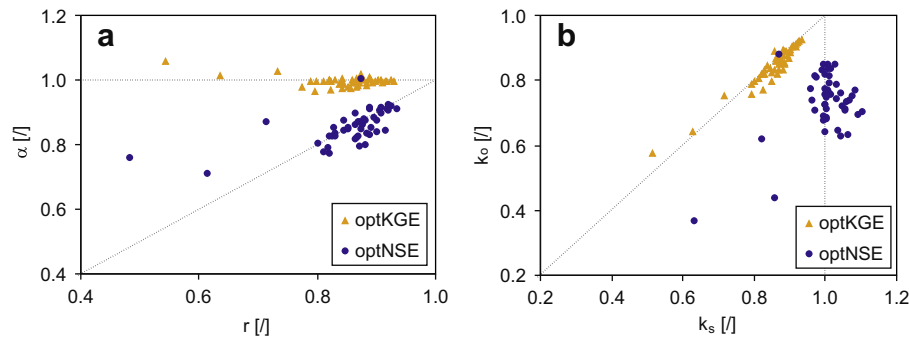 a
1.2
1.0
0.8
0.6
0.4
α [/]
0.4 0.6 0.8 1.0
r [/]
optKGE
optNSE
b
1.0
0.8
0.6
0.4
0.2
kₒ [/]
0.2 0.4 0.6 0.8 1.0 1.2
kₛ [/]
optKGE
optNSE